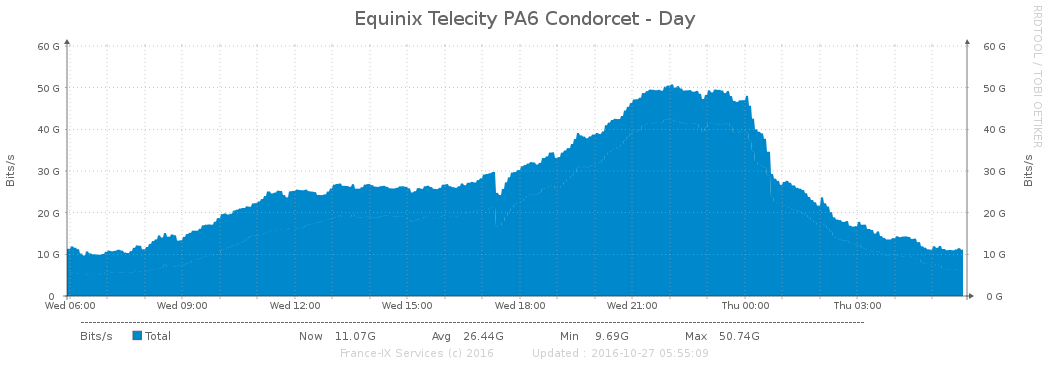 Equinix Telecity PA6 Condorcet - Day
RRDTOOL / TOBI OETIKER
60 G 60 G
50 G 50 G
40 G 40 G
30 G 30 G
20 G 20 G
10 G 10 G
0 0 G
Bits/s Bits/s
Wed 06:00 Wed 09:00 Wed 12:00 Wed 15:00 Wed 18:00 Wed 21:00 Thu 00:00 Thu 03:00
Bits/s Total Now 11.07G Avg 26.44G Min 9.69G Max 50.74G
France-IX Services (c) 2016 Updated : 2016-10-27 05:55:09